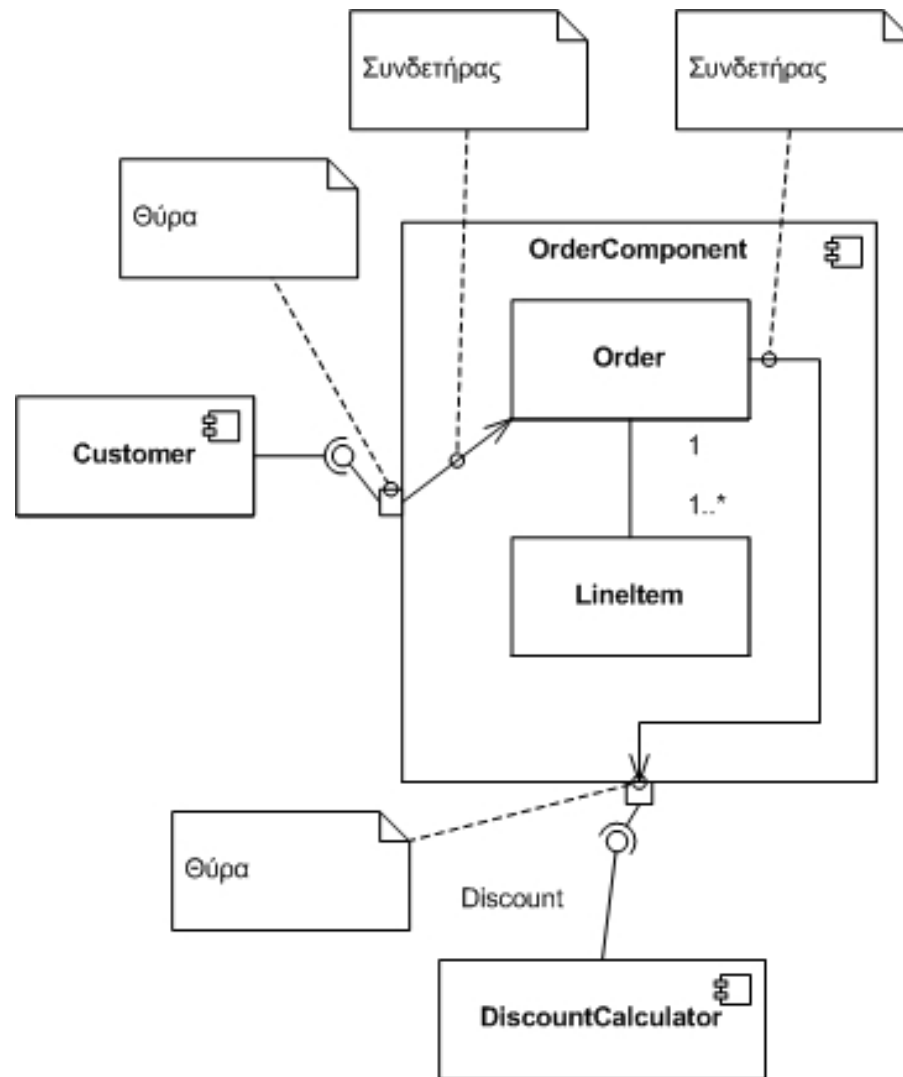 Συνδετήρας
Συνδετήρας
Θύρα
OrderComponent
Order
Customer
1
1..*
LineItem
Θύρα
Discount
DiscountCalculator